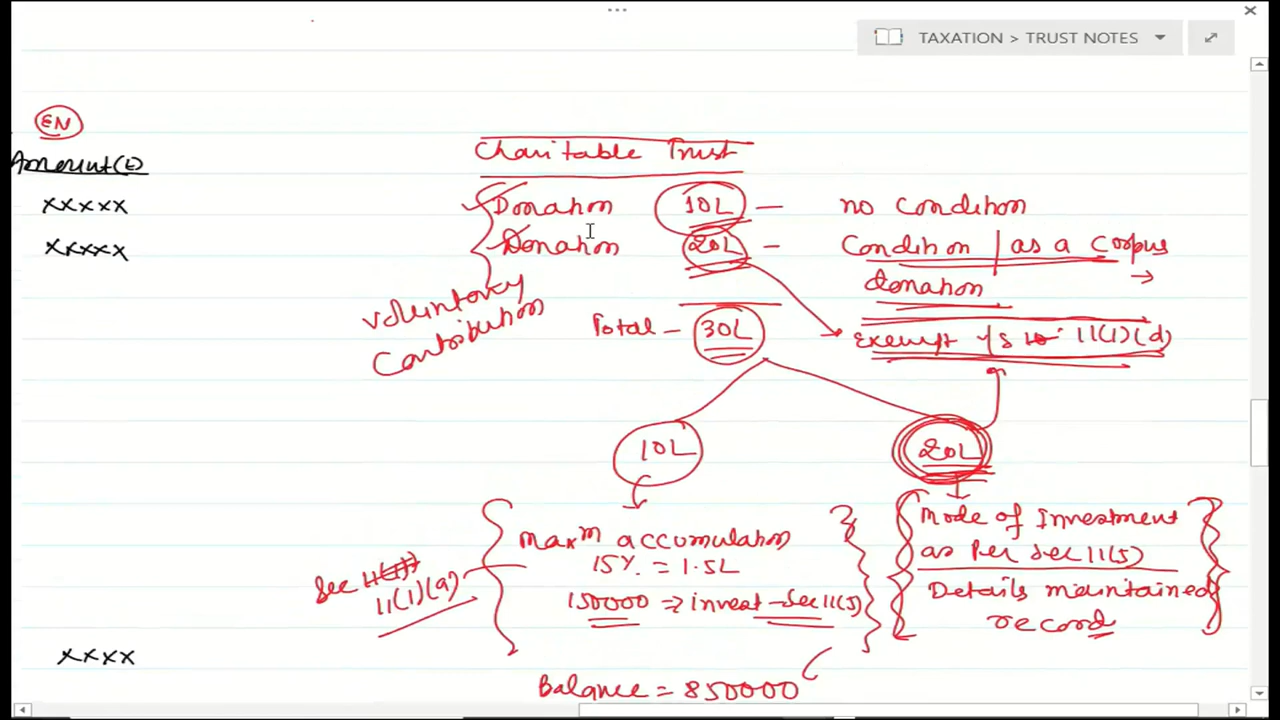 TAXATION > TRUST NOTES
EN
Amount(₹)
Charitable Trust
xxxxx
Donation 10L — no condition
xxxxx
Donation 20L - Condition | as a Corpus
donation
voluntary
Contribution
Total - 30L
Exempt u/s 11(1)(d)
10L
20L
Maxm accumulation
15%. = 1.5L
150000 => invest - Sec 11(5)
Sec 11(1)(a)
Mode of Investment
as Per Sec 11(5)
Details maintained
record
xxxx
Balance = 850000